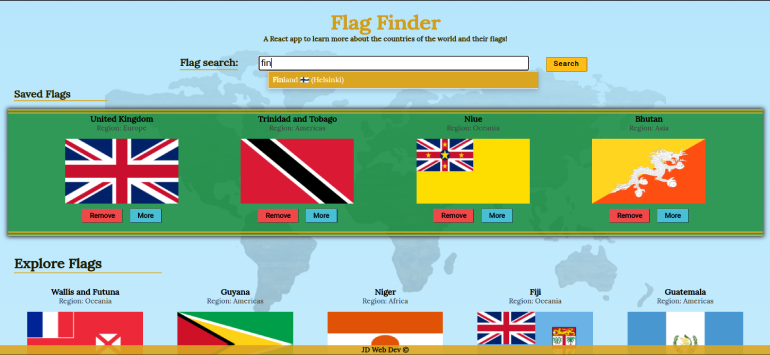 Flag Finder
A React app to learn more about the countries of the world and their flags!
Flag search: fin Search
Finland 🇫🇮 (Helsinki)
Saved Flags
United Kingdom Trinidad and Tobago Niue Bhutan
Region: Europe Region: Americas Region: Oceania Region: Asia
Remove More Remove More Remove More Remove More
Explore Flags
Wallis and Futuna Guyana Niger Fiji Guatemala
Region: Oceania Region: Americas Region: Africa Region: Oceania Region: Americas
JD Web Dev ©